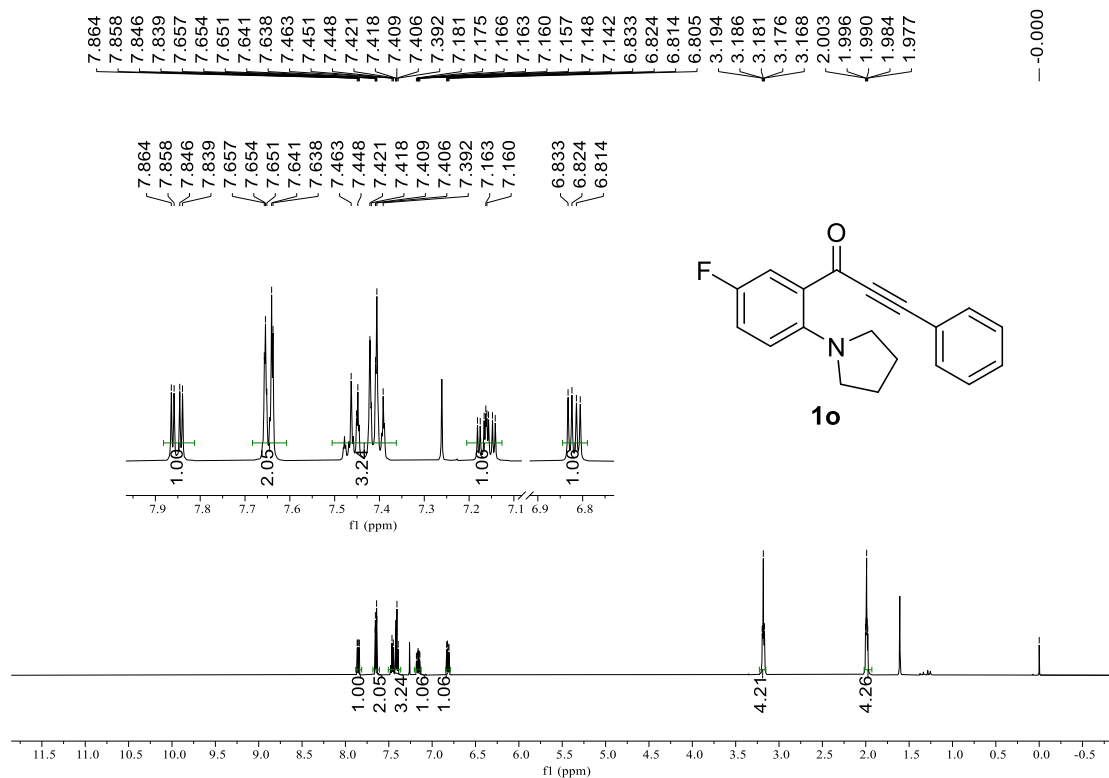 7.864 7.858 7.846 7.839 7.657 7.654 7.651 7.641 7.638 7.463 7.451 7.448 7.421 7.418 7.409 7.406 7.392 7.181 7.175 7.166 7.163 7.160 7.157 7.148 7.142 6.833 6.824 6.814 6.805 3.194 3.186 3.181 3.176 3.168 2.003 1.996 1.990 1.984 1.977 -0.000
7.864 7.858 7.846 7.839 7.657 7.654 7.651 7.641 7.638 7.463 7.448 7.421 7.418 7.409 7.406 7.392 7.163 7.160 6.833 6.824 6.814
O
F
N
1o
1.00 2.05 3.24 1.06 1.06
7.9 7.8 7.7 7.6 7.5 7.4 7.3 7.2 7.1 6.9 6.8
f1 (ppm)
1.00 2.05 3.24 1.06 1.06 4.21 4.26
11.5 11.0 10.5 10.0 9.5 9.0 8.5 8.0 7.5 7.0 6.5 6.0 5.5 5.0 4.5 4.0 3.5 3.0 2.5 2.0 1.5 1.0 0.5 0.0 -0.5
f1 (ppm)